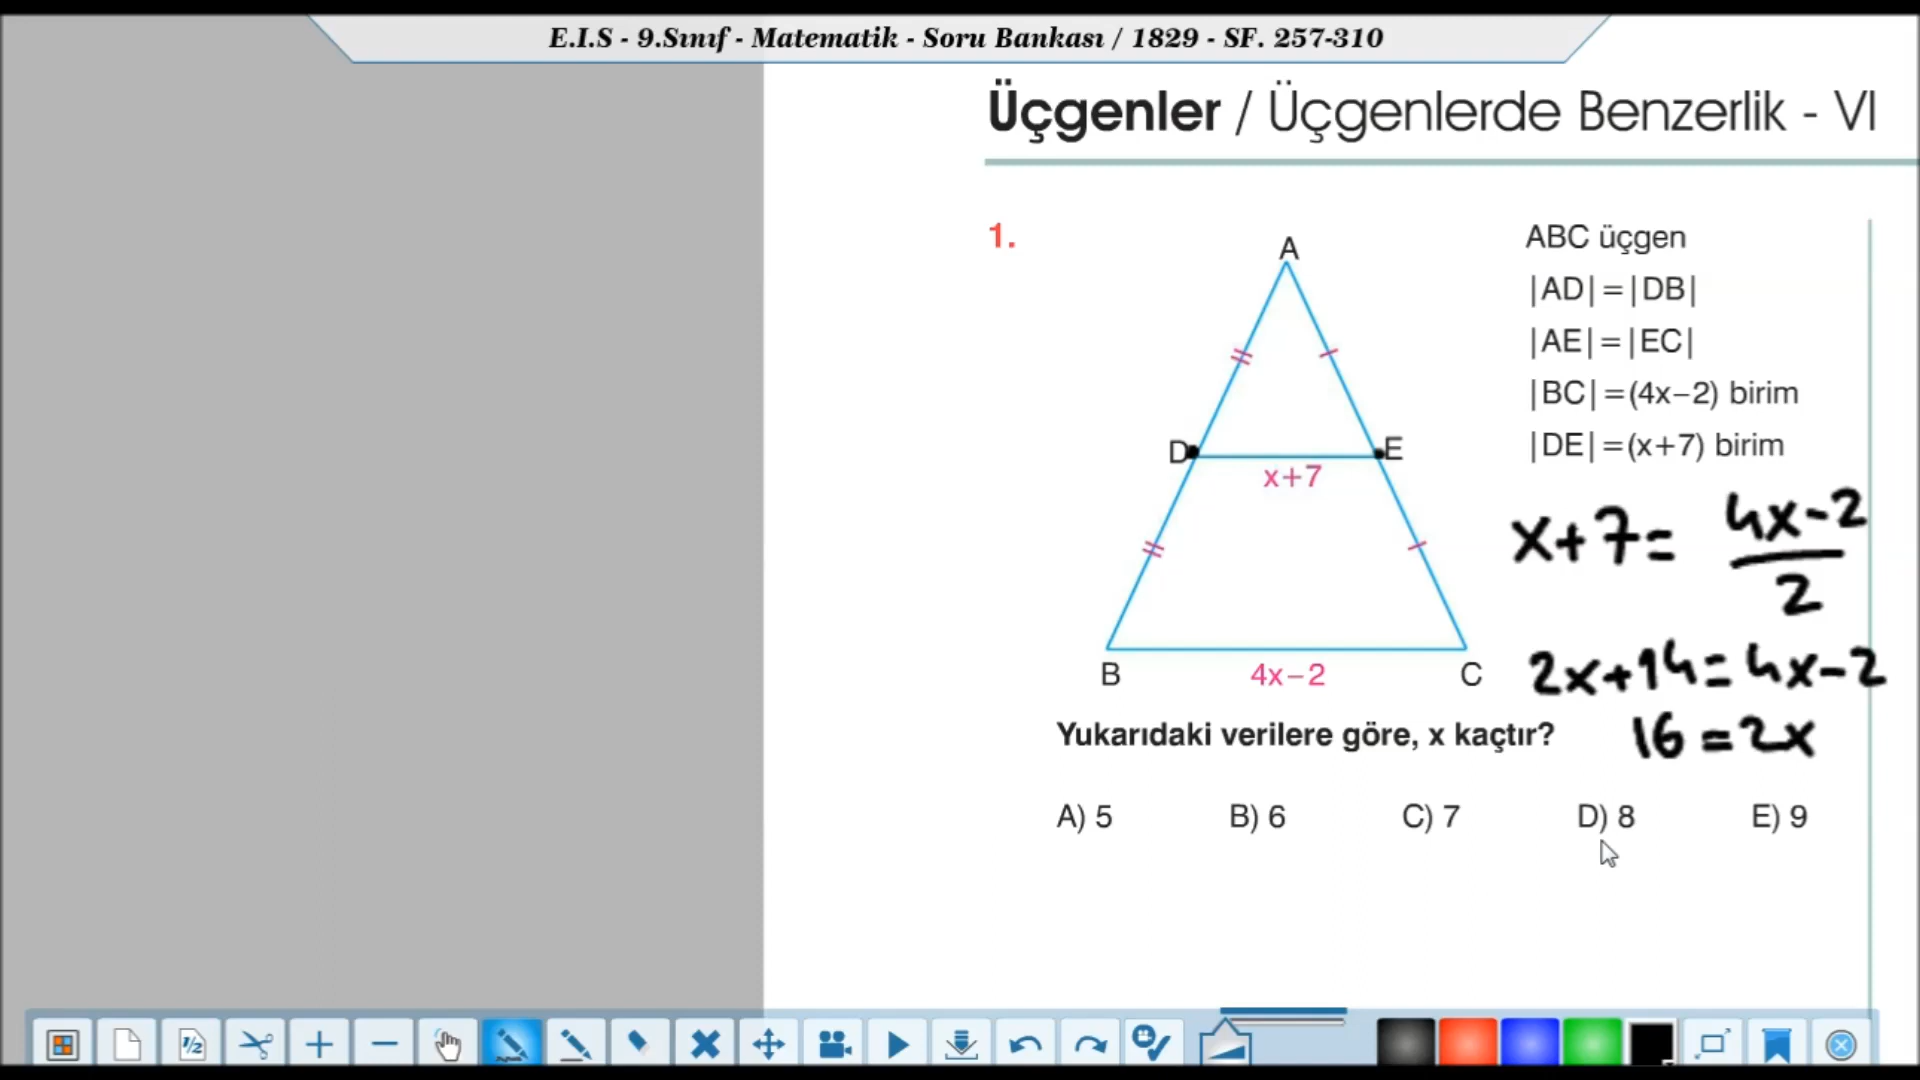 E.I.S - 9.Sınıf - Matematik - Soru Bankası / 1829 - SF. 257-310
Üçgenler / Üçgenlerde Benzerlik - VI
1.
A
D
E
x+7
B
4x−2
C
ABC üçgen
|AD|=|DB|
|AE|=|EC|
|BC|=(4x−2) birim
|DE|=(x+7) birim
x+7= 4x-2
2
2x+14=4x-2
16=2x
Yukarıdaki verilere göre, x kaçtır?
A) 5 B) 6 C) 7 D) 8 E) 9
1/2